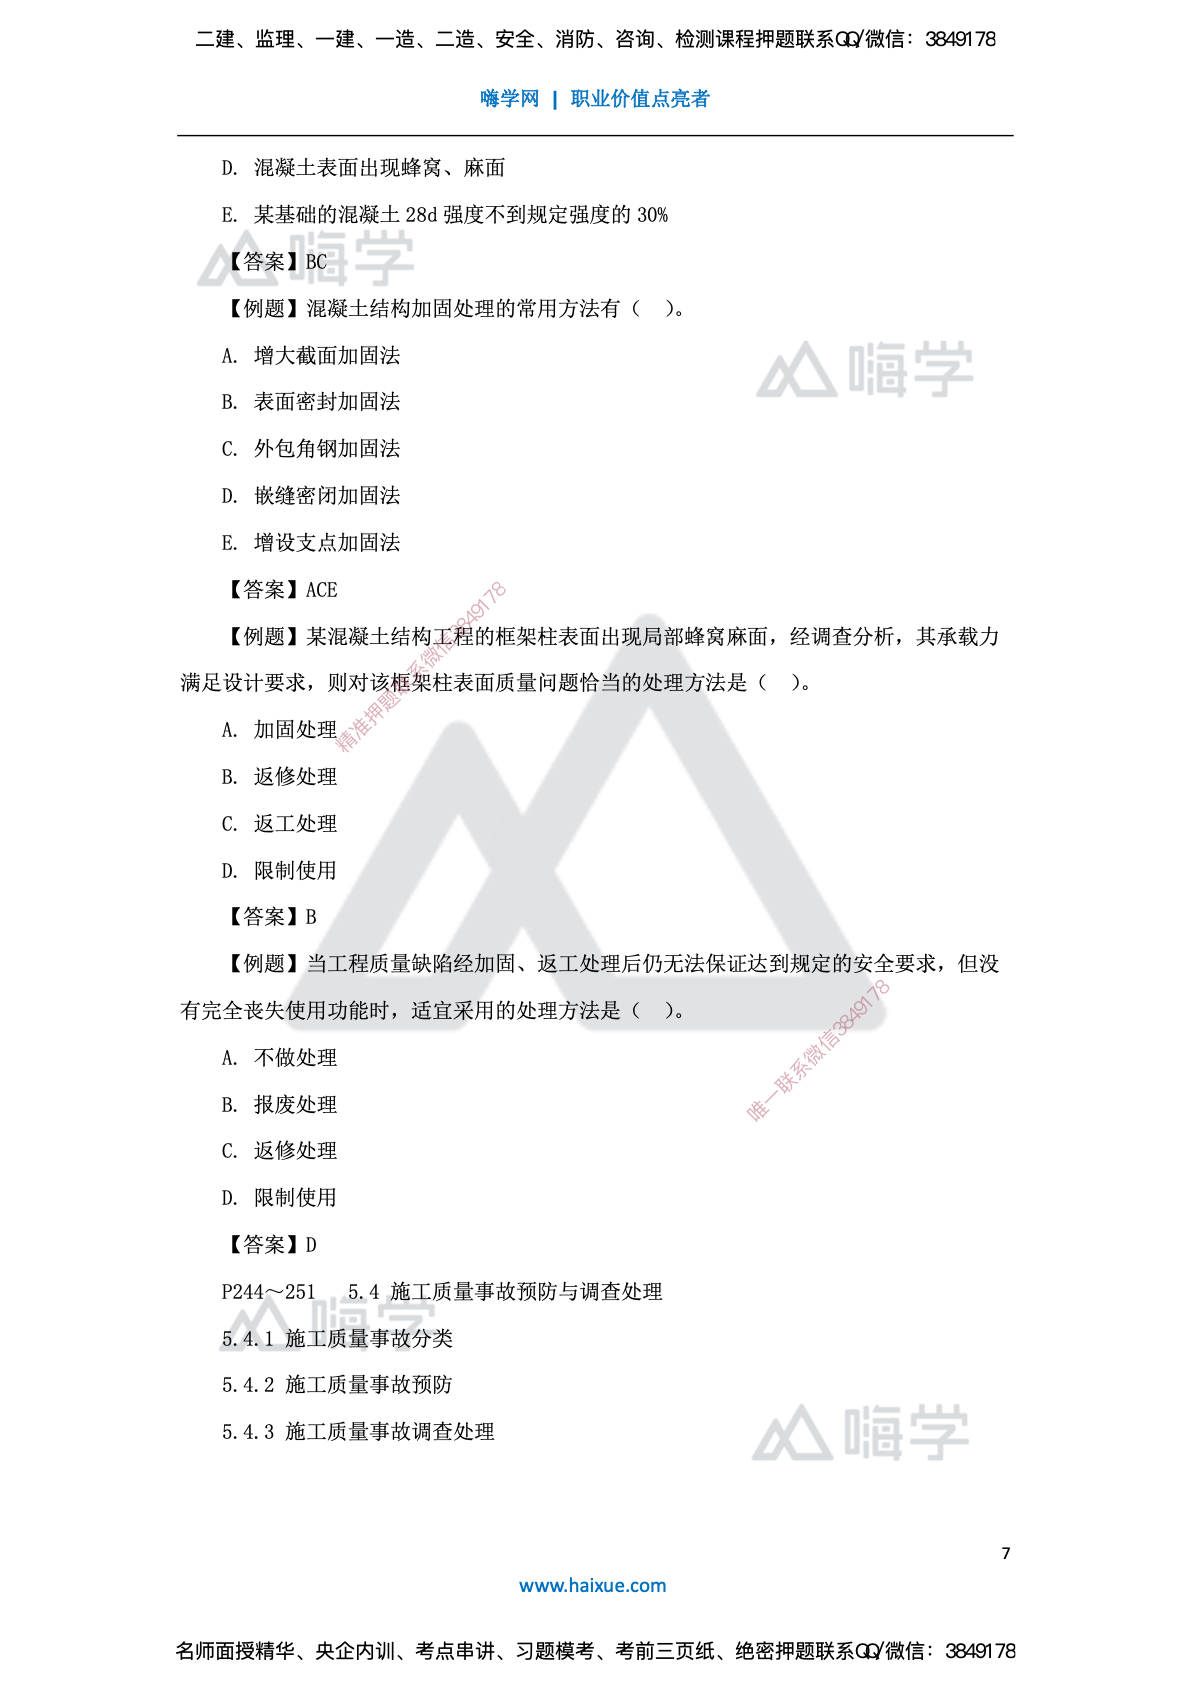 二建、监理、一建、一造、二造、安全、消防、咨询、检测课程押题联系QQ/微信：3849178
嗨学网 | 职业价值点亮者
D. 混凝土表面出现蜂窝、麻面
E. 某基础的混凝土 28d 强度不到规定强度的 30%
嗨学
【答案】BC
【例题】混凝土结构加固处理的常用方法有（ ）。
A. 增大截面加固法
嗨学
B. 表面密封加固法
C. 外包角钢加固法
D. 嵌缝密闭加固法
E. 增设支点加固法
【答案】ACE
精准押题联系微信3849178
【例题】某混凝土结构工程的框架柱表面出现局部蜂窝麻面，经调查分析，其承载力
满足设计要求，则对该框架柱表面质量问题恰当的处理方法是（ ）。
A. 加固处理
B. 返修处理
C. 返工处理
D. 限制使用
【答案】B
【例题】当工程质量缺陷经加固、返工处理后仍无法保证达到规定的安全要求，但没
有完全丧失使用功能时，适宜采用的处理方法是（ ）。
唯一联系微信3849178
A. 不做处理
B. 报废处理
C. 返修处理
D. 限制使用
【答案】D
P244～251 5.4 施工质量事故预防与调查处理
嗨学
5.4.1 施工质量事故分类
5.4.2 施工质量事故预防
5.4.3 施工质量事故调查处理
嗨学
7
www.haixue.com
名师面授精华、央企内训、考点串讲、习题模考、考前三页纸、绝密押题联系QQ/微信：3849178